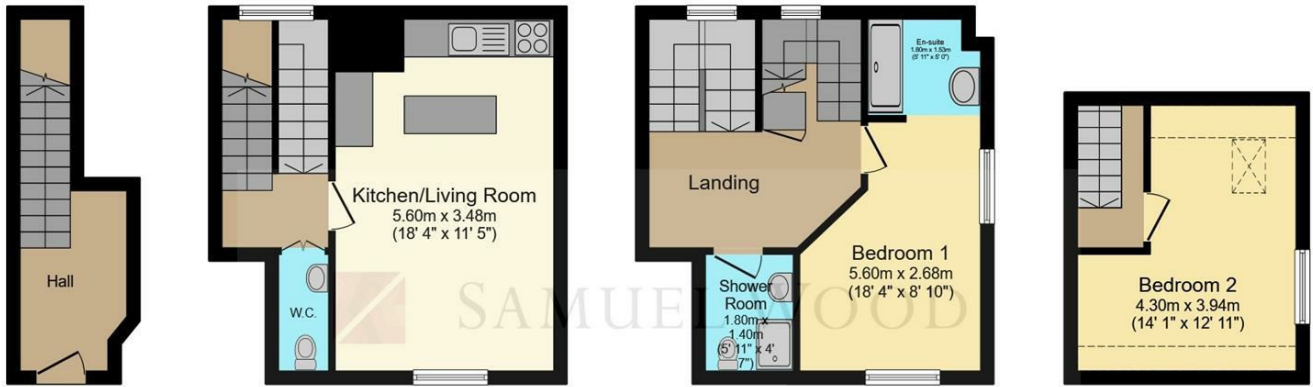 Hall
Kitchen/Living Room
5.60m x 3.48m
(18' 4" x 11' 5")
W.C.
Landing
En-suite
1.80m x 1.53m
(5' 11" x 5' 0")
Bedroom 1
5.60m x 2.68m
(18' 4" x 8' 10")
Shower
Room
1.80m x
1.40m
(5' 11" x 4'
7")
Bedroom 2
4.30m x 3.94m
(14' 1" x 12' 11")
SAMUEL WOOD